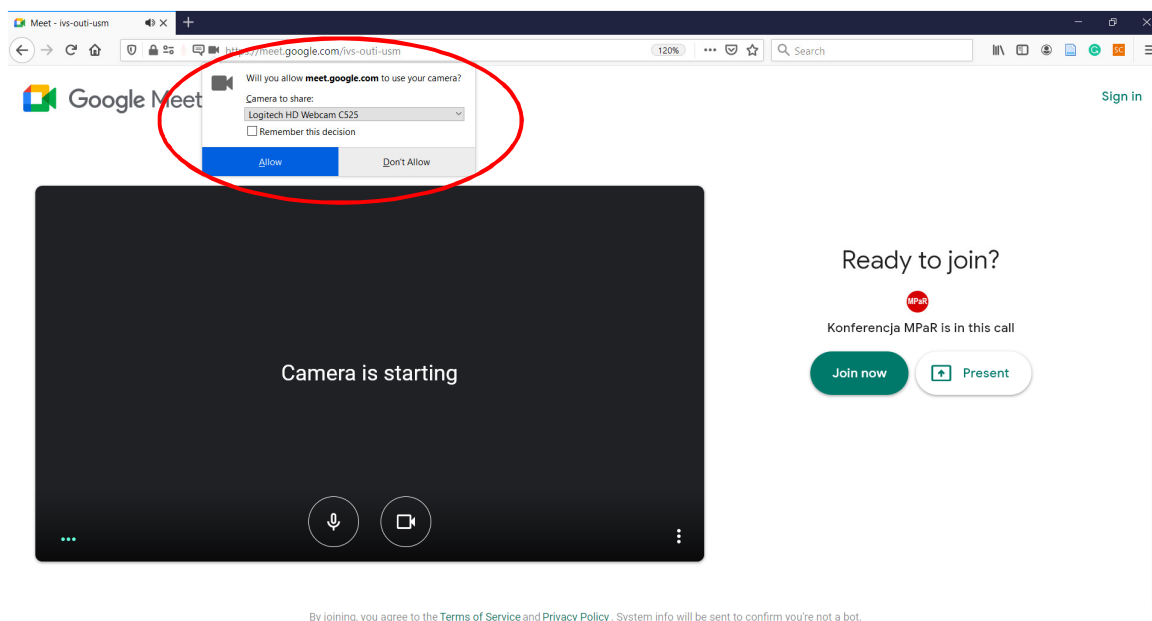 Meet - ivs-outi-usm
https://meet.google.com/ivs-outi-usm
120%
Search
Will you allow meet.google.com to use your camera?
Camera to share:
Logitech HD Webcam C525
Remember this decision
Allow
Don't Allow
Google Meet
Sign in
Camera is starting
Ready to join?
MPaR
Konferencja MPaR is in this call
Join now
Present
By joining, you agree to the Terms of Service and Privacy Policy. System info will be sent to confirm you're not a bot.